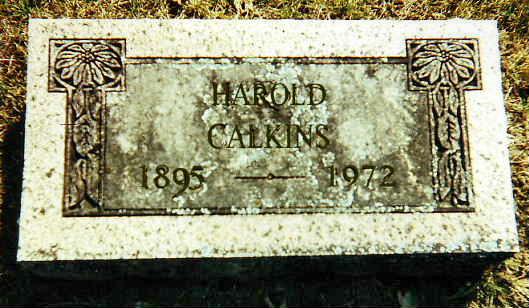 HAROLD
CALKINS
1895 — 1972